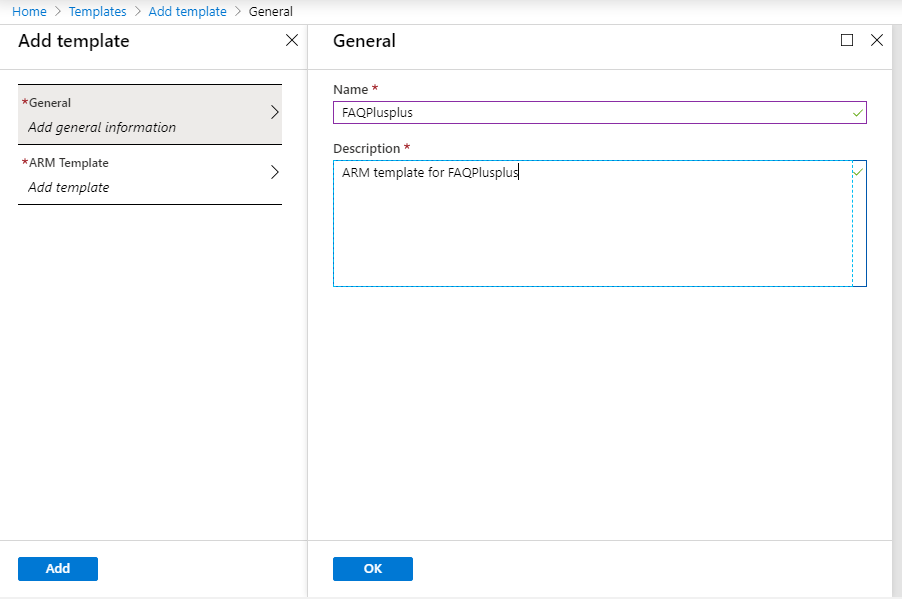 Home > Templates > Add template > General
Add template
*General
Add general information
*ARM Template
Add template
Add
General
Name *
FAQPlusplus
Description *
ARM template for FAQPlusplus
OK